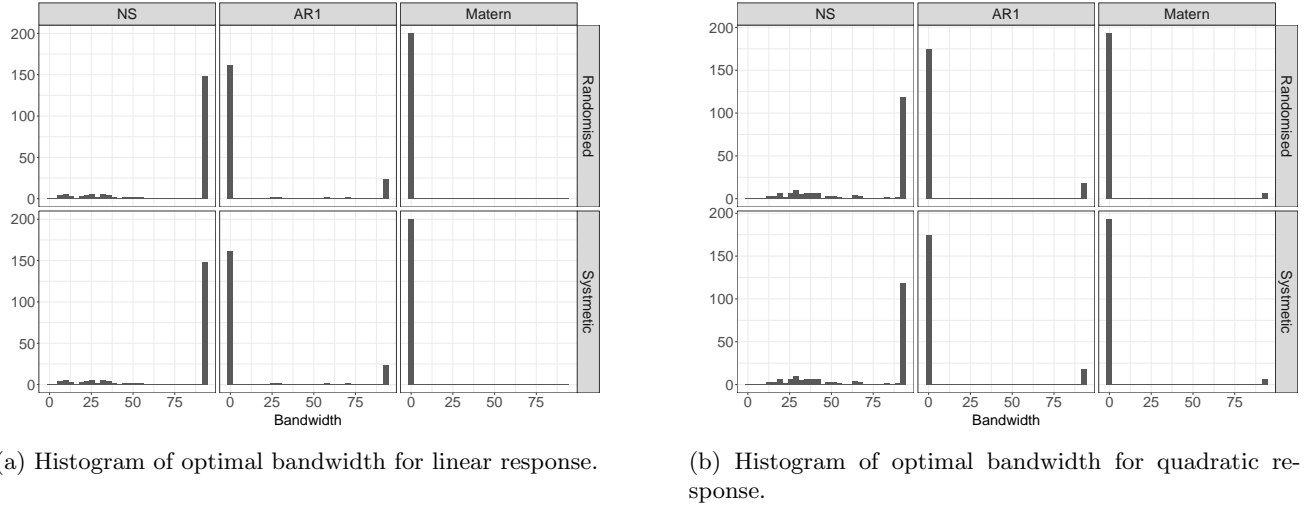 NS AR1 Matern
200
150
100
50
0
Randomised
200
150
100
50
0
Systmetic
0 25 50 75 0 25 50 75 0 25 50 75
Bandwidth
a) Histogram of optimal bandwidth for linear response.
NS AR1 Matern
200
150
100
50
0
Randomised
200
150
100
50
0
Systmetic
0 25 50 75 0 25 50 75 0 25 50 75
Bandwidth
(b) Histogram of optimal bandwidth for quadratic re-
sponse.